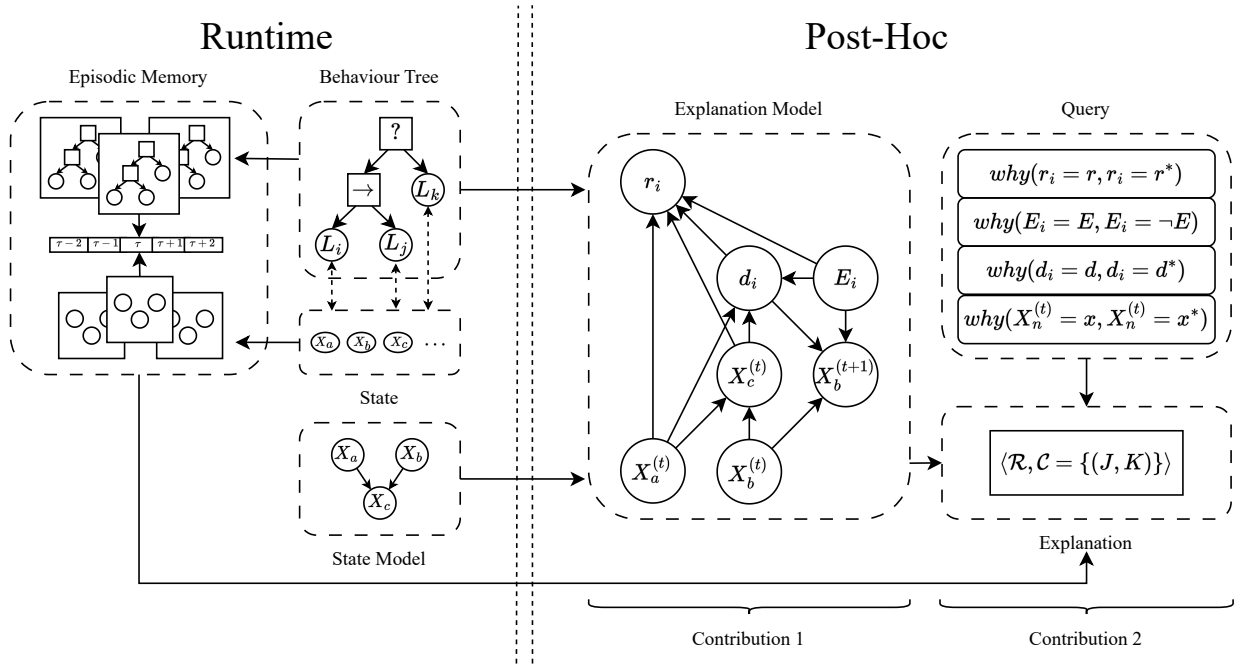 Runtime
Post-Hoc
Episodic Memory
Behaviour Tree
Explanation Model
Query
?
→
L_k
L_i
L_j
τ − 2
τ − 1
τ
τ + 1
τ + 2
X_a
X_b
X_c
...
State
X_a
X_b
X_c
State Model
r_i
d_i
E_i
X_c^{(t)}
X_b^{(t+1)}
X_a^{(t)}
X_b^{(t)}
why(r_i = r, r_i = r^*)
why(E_i = E, E_i = ¬E)
why(d_i = d, d_i = d^*)
why(X_n^{(t)} = x, X_n^{(t)} = x^*)
⟨ℛ, 𝒞 = {(J, K)}⟩
Explanation
Contribution 1
Contribution 2